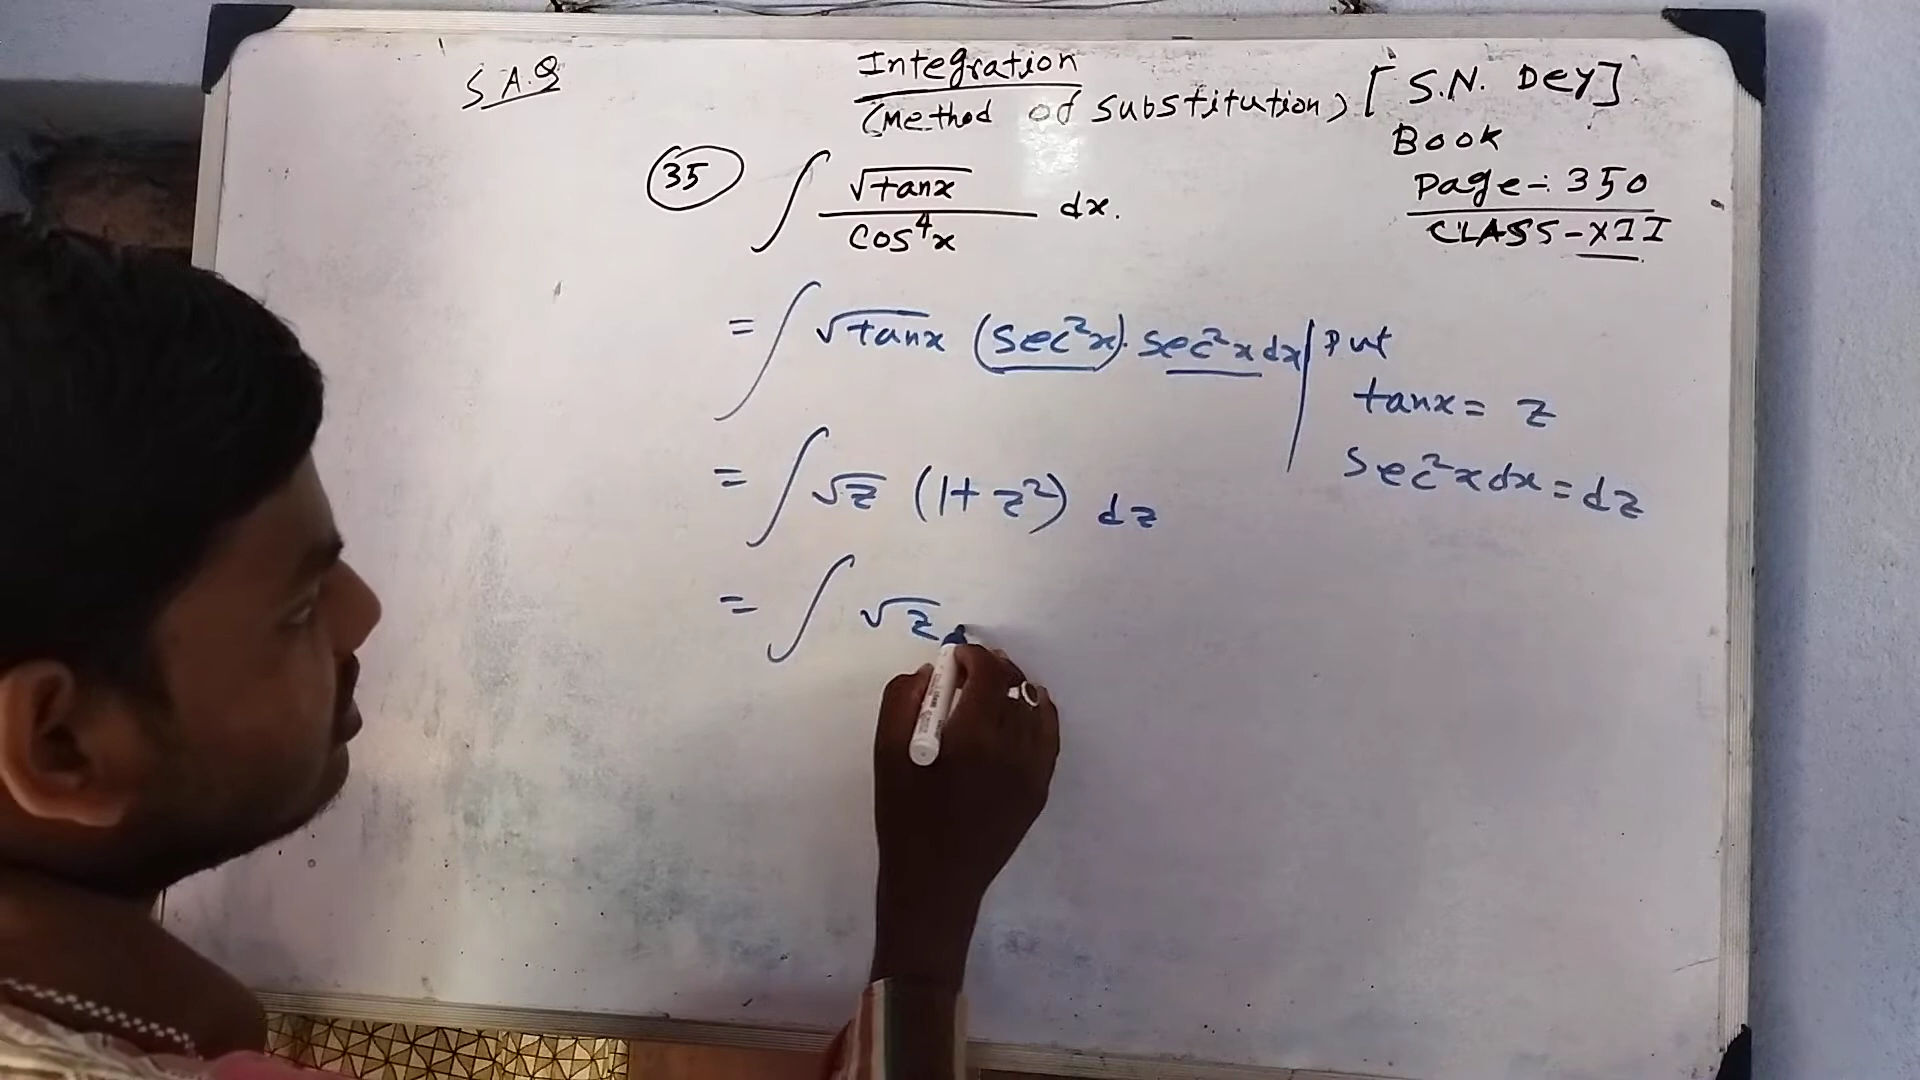 S.A.Q
Integration
(Method of Substitution)
[S.N. DEY]
Book
Page-: 350
CLASS-XII
35 ∫ √tanx / cos⁴x dx.
= ∫ √tanx (sec²x). sec²x dx
Put
tanx = z
sec²x dx = dz
= ∫ √z (1+z²) dz
= ∫ √z